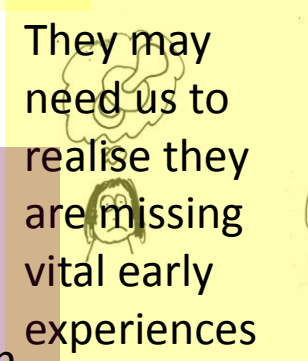 They may
need us to
realise they
are missing
vital early
experiences